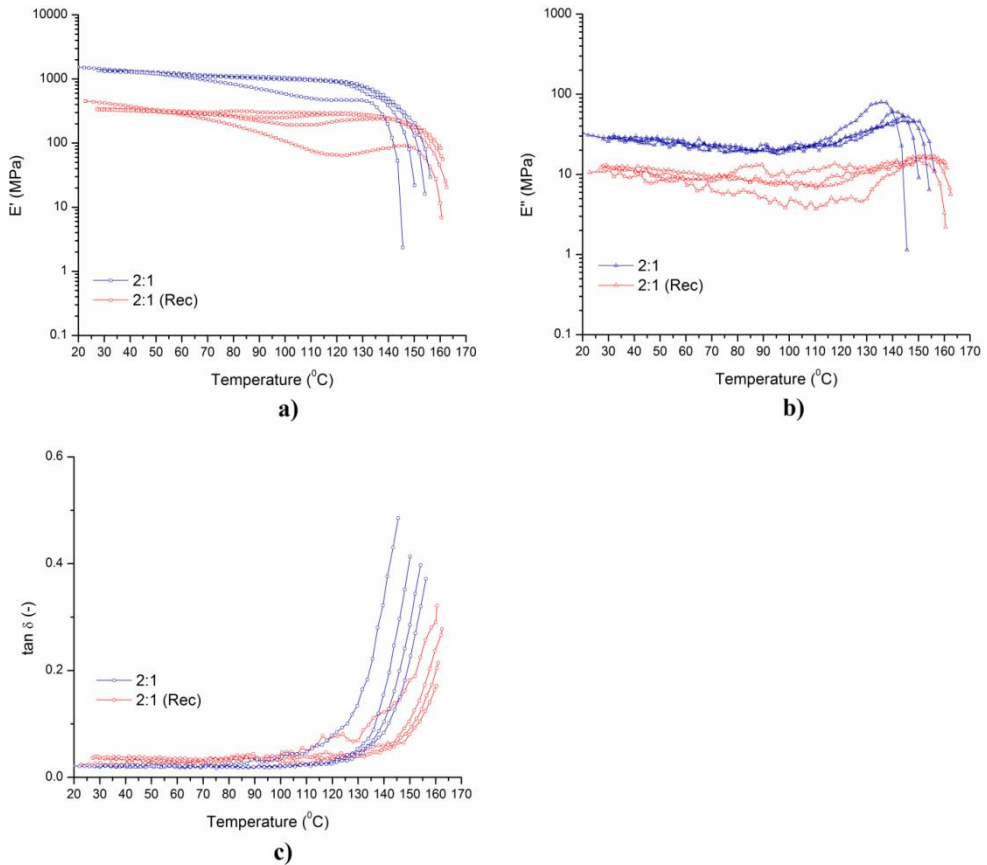 10000
1000
100
10
1
0.1
E' (MPa)
2:1
2:1 (Rec)
20 30 40 50 60 70 80 90 100 110 120 130 140 150 160 170
Temperature (⁰C)
a)
1000
100
10
1
0.1
E'' (MPa)
2:1
2:1 (Rec)
20 30 40 50 60 70 80 90 100 110 120 130 140 150 160 170
Temperature (⁰C)
b)
0.6
0.4
0.2
0.0
tan δ (-)
2:1
2:1 (Rec)
20 30 40 50 60 70 80 90 100 110 120 130 140 150 160 170
Temperature (⁰C)
c)